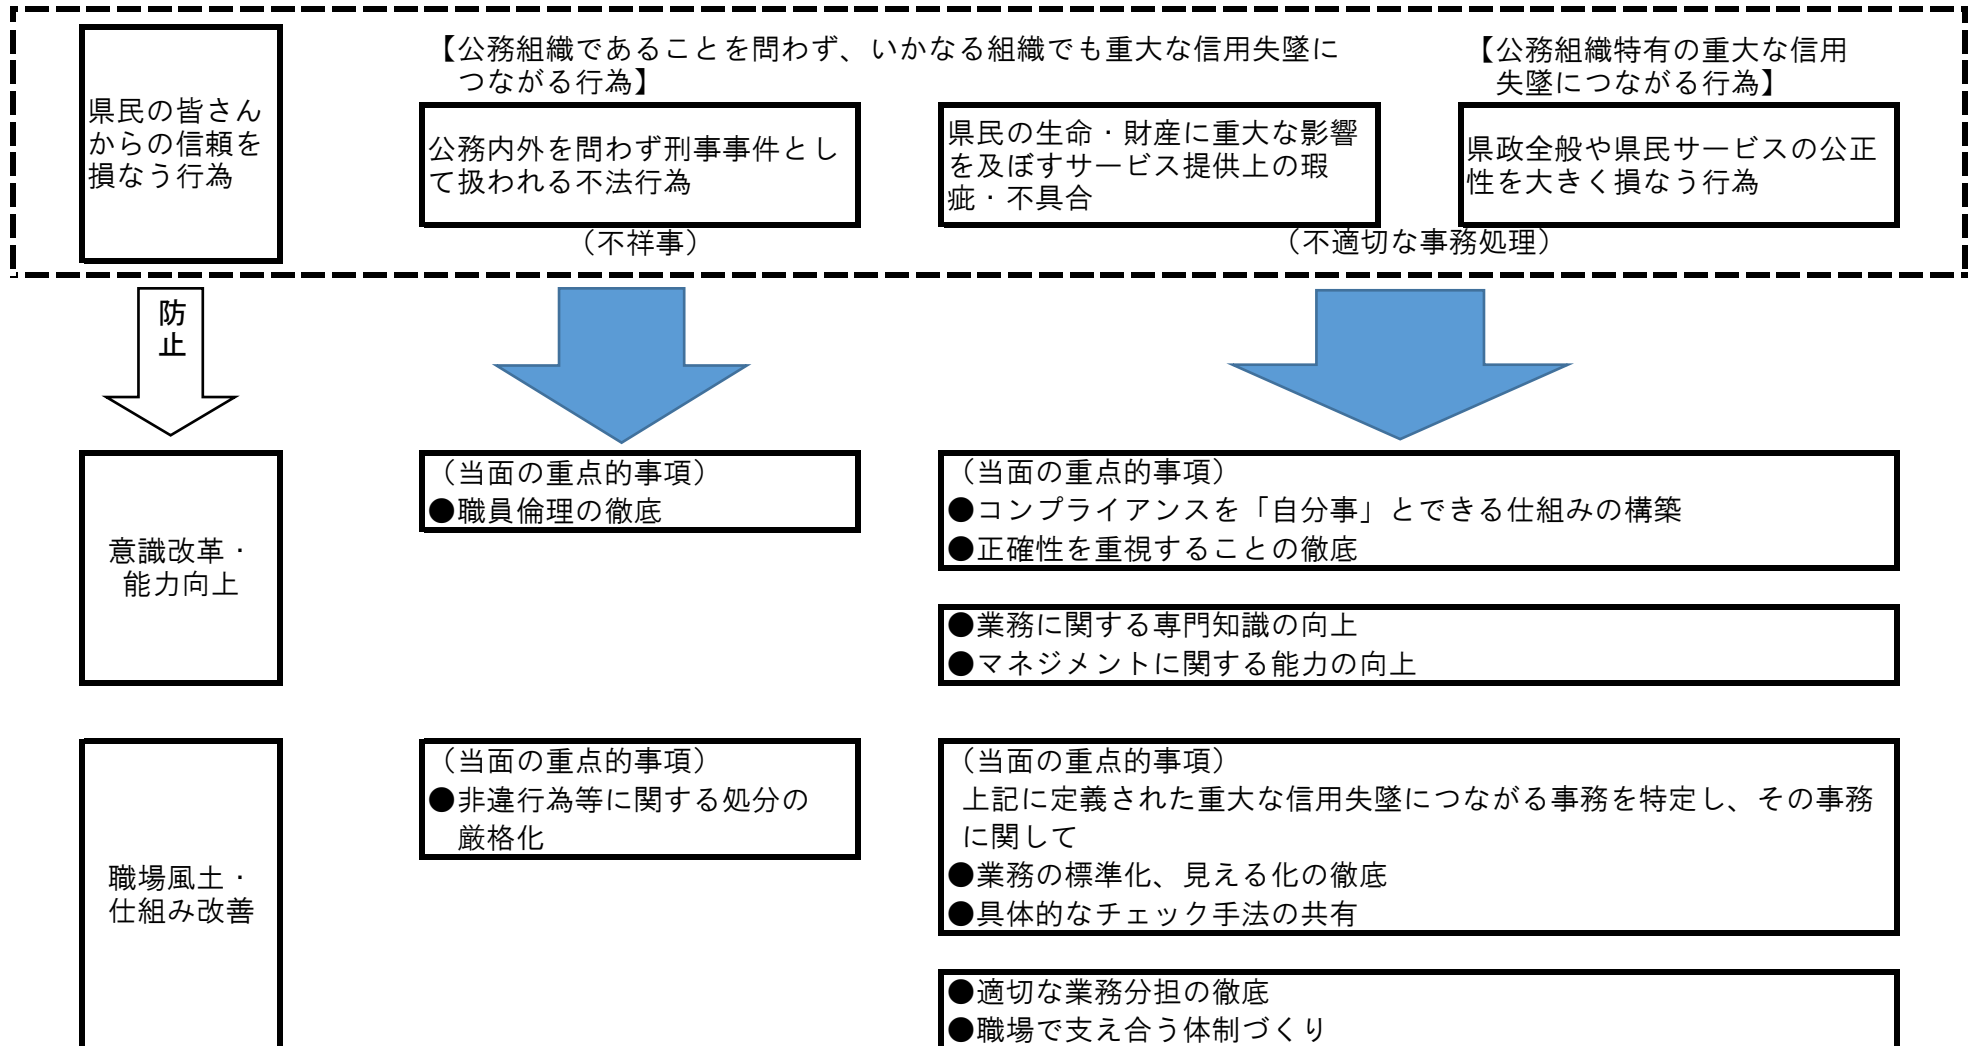 県民の皆さん
からの信頼を
損なう行為
【公務組織であることを問わず、いかなる組織でも重大な信用失墜に
つながる行為】
【公務組織特有の重大な信用
失墜につながる行為】
公務内外を問わず刑事事件とし
て扱われる不法行為
県民の生命・財産に重大な影響
を及ぼすサービス提供上の瑕
疵・不具合
県政全般や県民サービスの公正
性を大きく損なう行為
（不祥事）
（不適切な事務処理）
防
止
意識改革・
能力向上
（当面の重点的事項）
●職員倫理の徹底
（当面の重点的事項）
●コンプライアンスを「自分事」とできる仕組みの構築
●正確性を重視することの徹底
●業務に関する専門知識の向上
●マネジメントに関する能力の向上
職場風土・
仕組み改善
（当面の重点的事項）
●非違行為等に関する処分の
厳格化
（当面の重点的事項）
上記に定義された重大な信用失墜につながる事務を特定し、その事務
に関して
●業務の標準化、見える化の徹底
●具体的なチェック手法の共有
●適切な業務分担の徹底
●職場で支え合う体制づくり